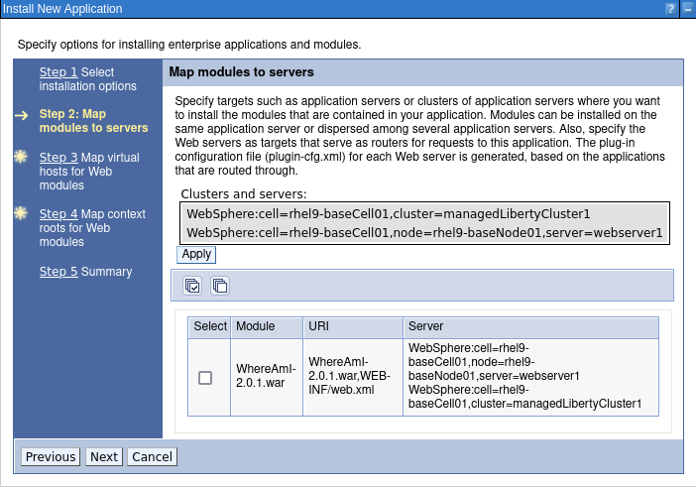 Install New Application
?
Specify options for installing enterprise applications and modules.
Step 1 Select
installation options
Step 2: Map
modules to servers
Step 3 Map virtual
hosts for Web
modules
Step 4 Map context
roots for Web
modules
Step 5 Summary
Map modules to servers
Specify targets such as application servers or clusters of application servers where you want
to install the modules that are contained in your application. Modules can be installed on the
same application server or dispersed among several application servers. Also, specify the
Web servers as targets that serve as routers for requests to this application. The plug-in
configuration file (plugin-cfg.xml) for each Web server is generated, based on the applications
that are routed through.
Clusters and servers:
WebSphere:cell=rhel9-baseCell01,cluster=managedLibertyCluster1
WebSphere:cell=rhel9-baseCell01,node=rhel9-baseNode01,server=webserver1
Apply
Select Module URI Server
WhereAmI-
2.0.1.war
WhereAmI-
2.0.1.war,WEB-
INF/web.xml
WebSphere:cell=rhel9-
baseCell01,node=rhel9-
baseNode01,server=webserver1
WebSphere:cell=rhel9-
baseCell01,cluster=managedLibertyCluster1
Previous Next Cancel